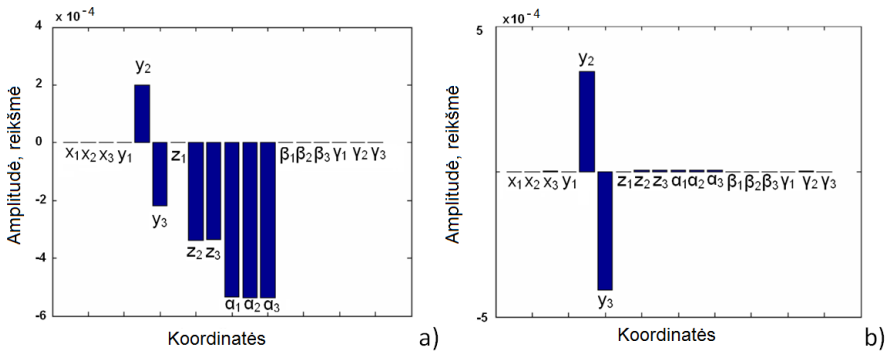 x 10⁻⁴
4
2
0
-2
-4
-6
Amplitudė, reikšmė
y₂
x₁ x₂ x₃ y₁ z₁ β₁ β₂ β₃ γ₁ γ₂ γ₃
y₃
z₂ z₃
α₁ α₂ α₃
Koordinatės
a)
x10⁻⁴
5
-5
Amplitudė, reikšmė
y₂
x₁ x₂ x₃ y₁ z₁ z₂ z₃ α₁ α₂ α₃ β₁ β₂ β₃ γ₁ γ₂ γ₃
y₃
Koordinatės
b)